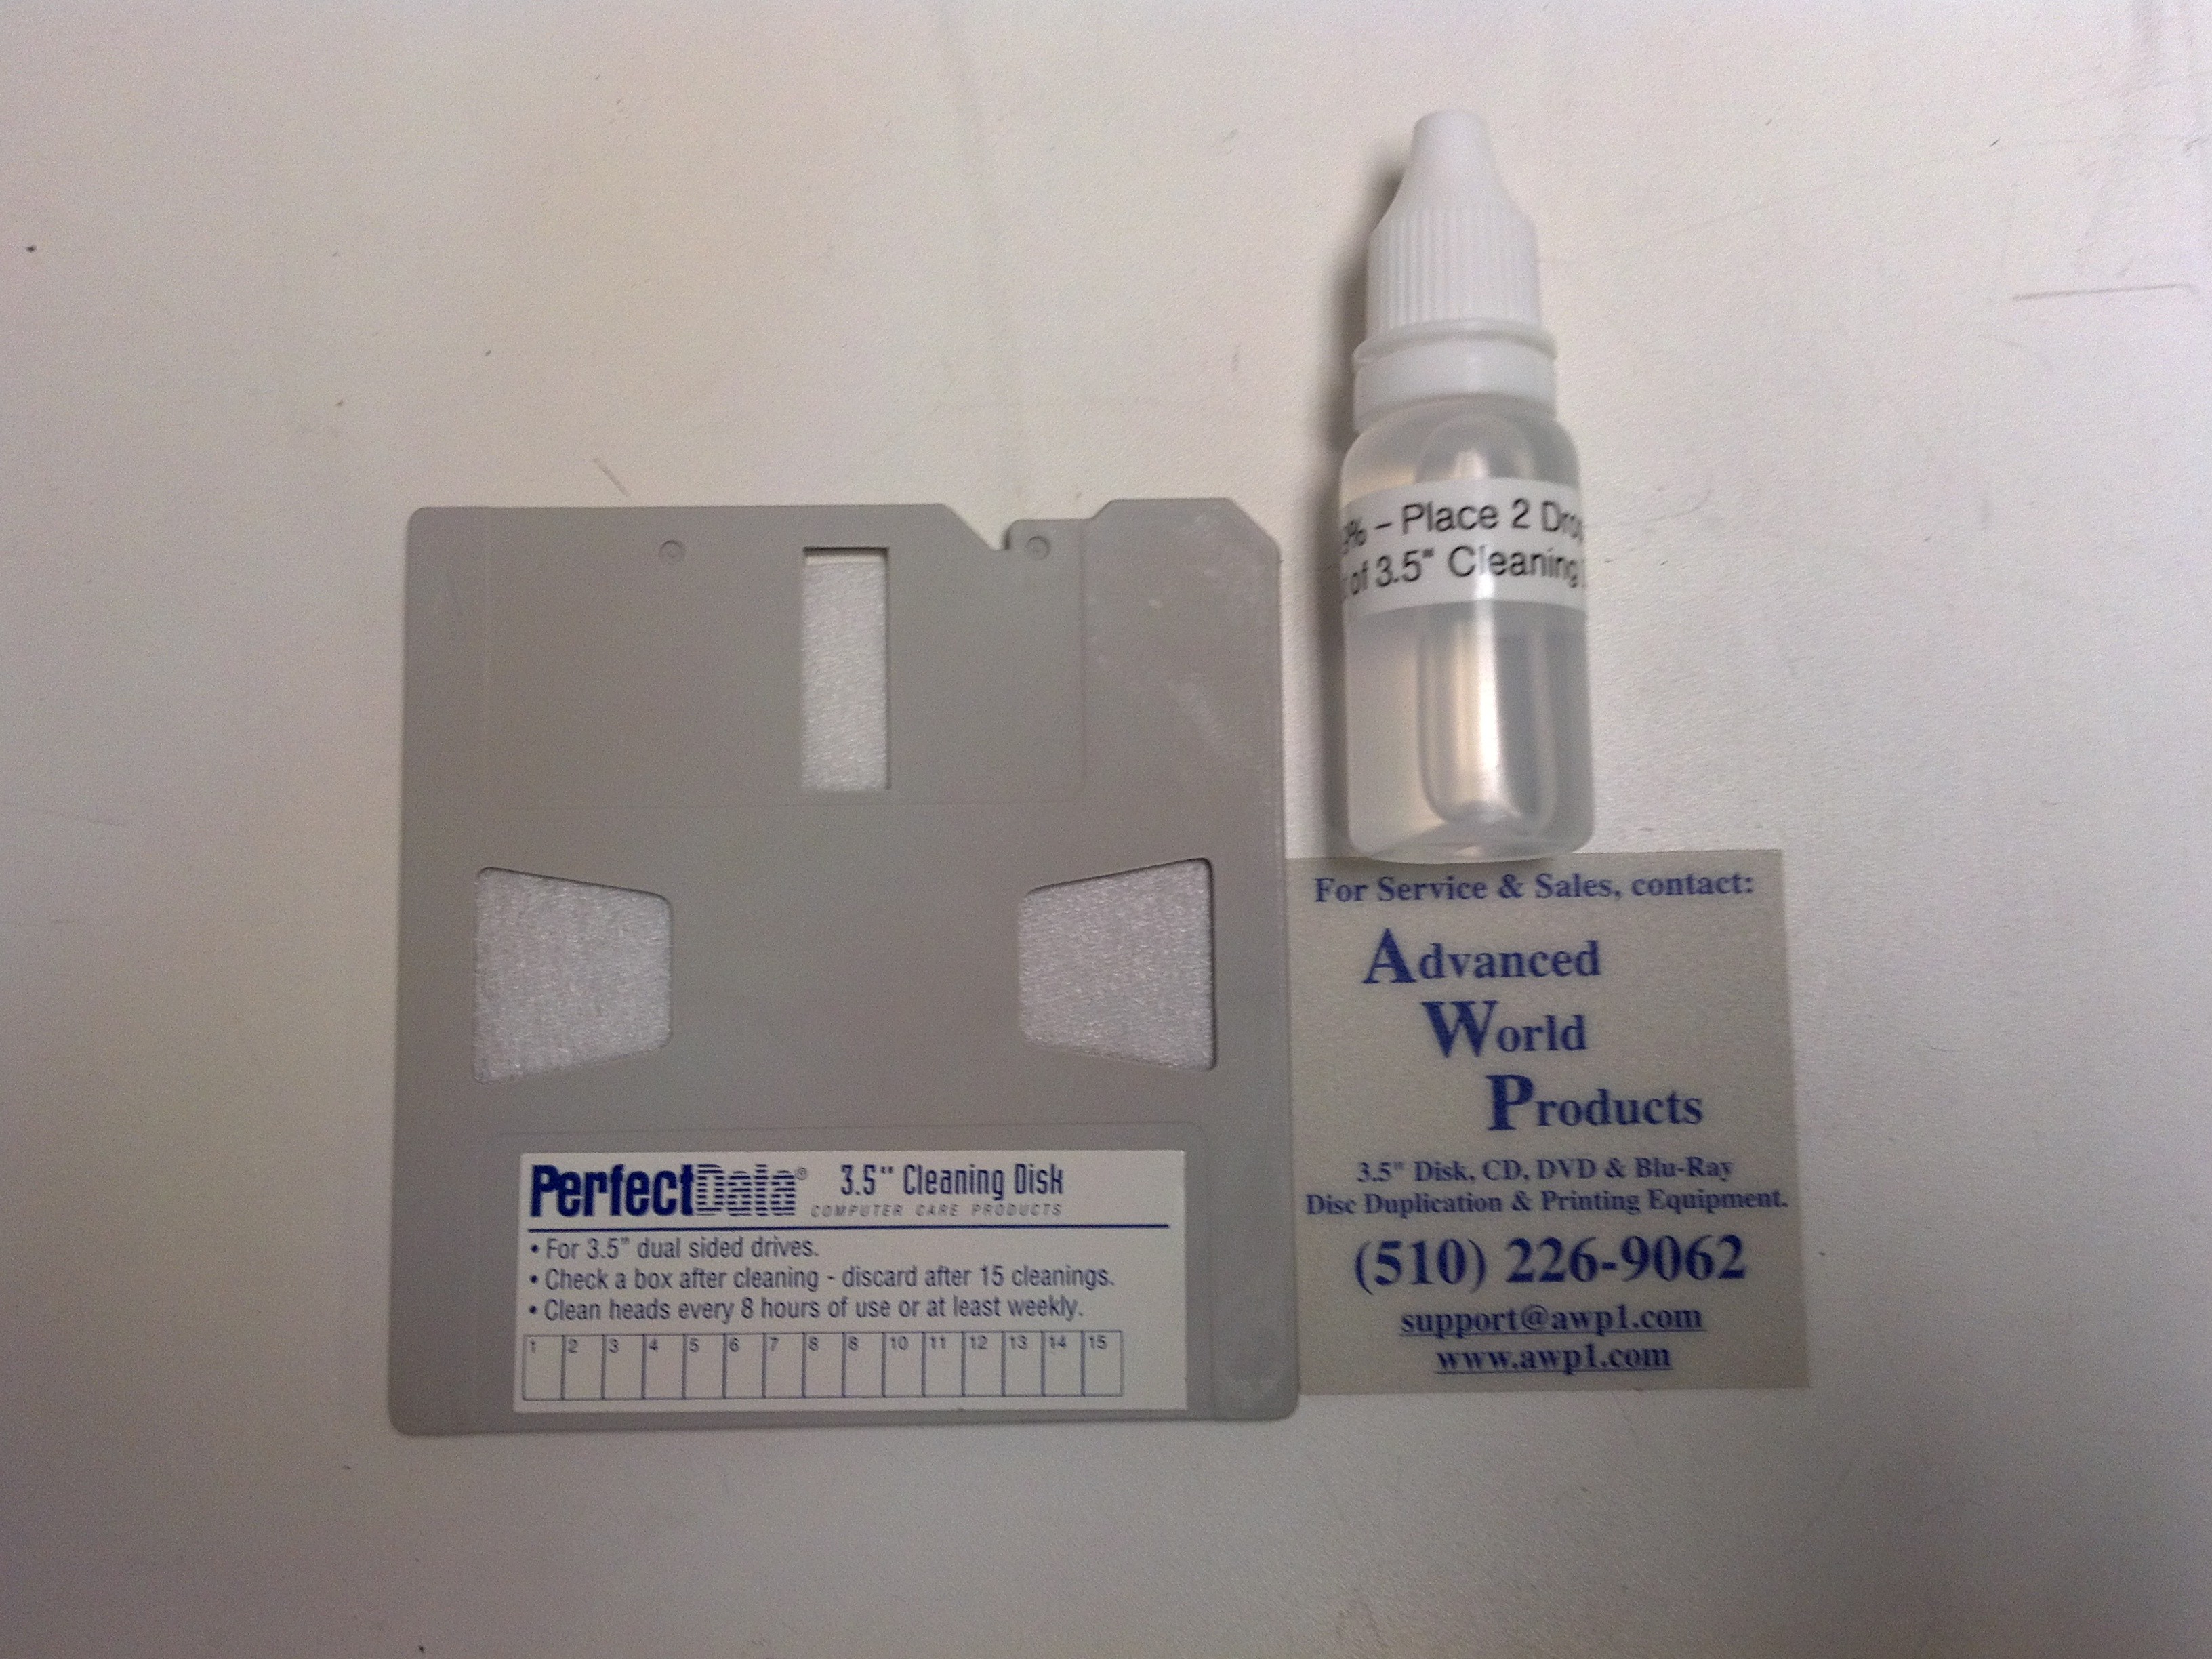 % – Place 2
of 3.5" Cleaning
PerfectData® 3.5" Cleaning Disk
COMPUTER CARE PRODUCTS
• For 3.5" dual sided drives.
• Check a box after cleaning - discard after 15 cleanings.
• Clean heads every 8 hours of use or at least weekly.
1 2 3 4 5 6 7 8 9 10 11 12 13 14 15
For Service & Sales, contact:
Advanced
World
Products
3.5" Disk, CD, DVD & Blu-Ray
Disc Duplication & Printing Equipment.
(510) 226-9062
support@awp1.com
www.awp1.com